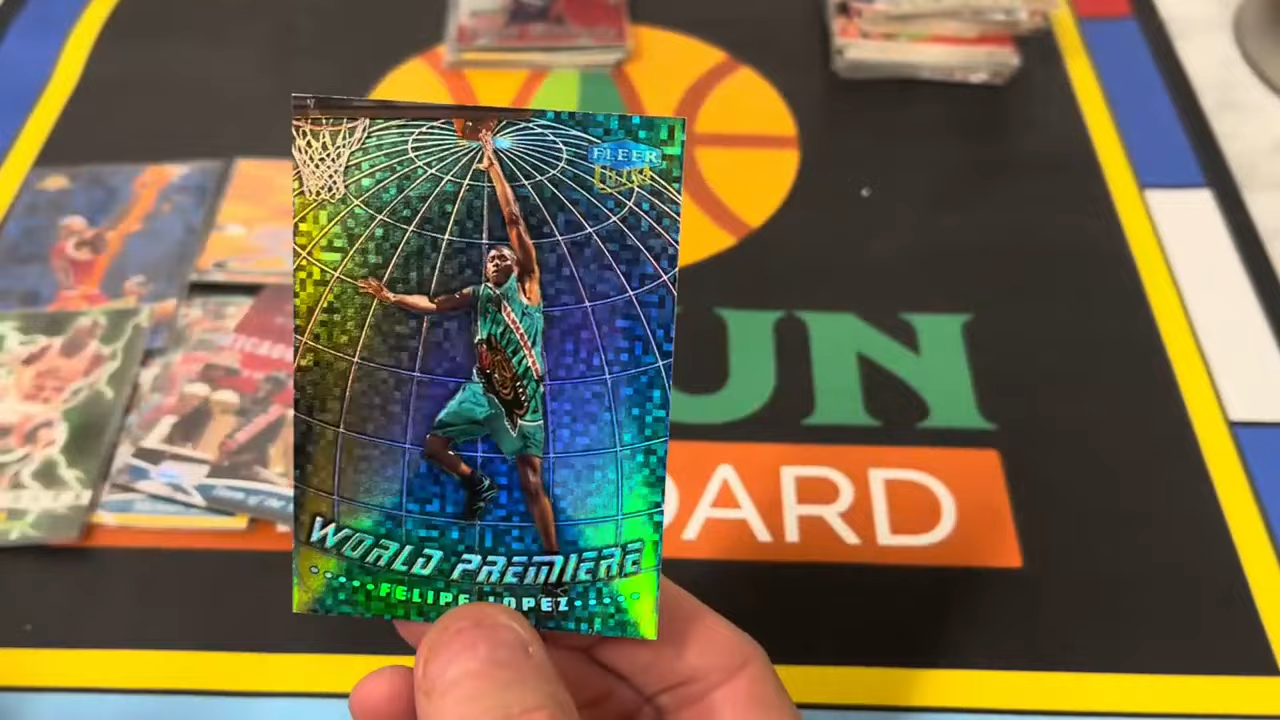 FLEER
ULTRA
WORLD PREMIERE
FELIPE LOPEZ
UN
OARD